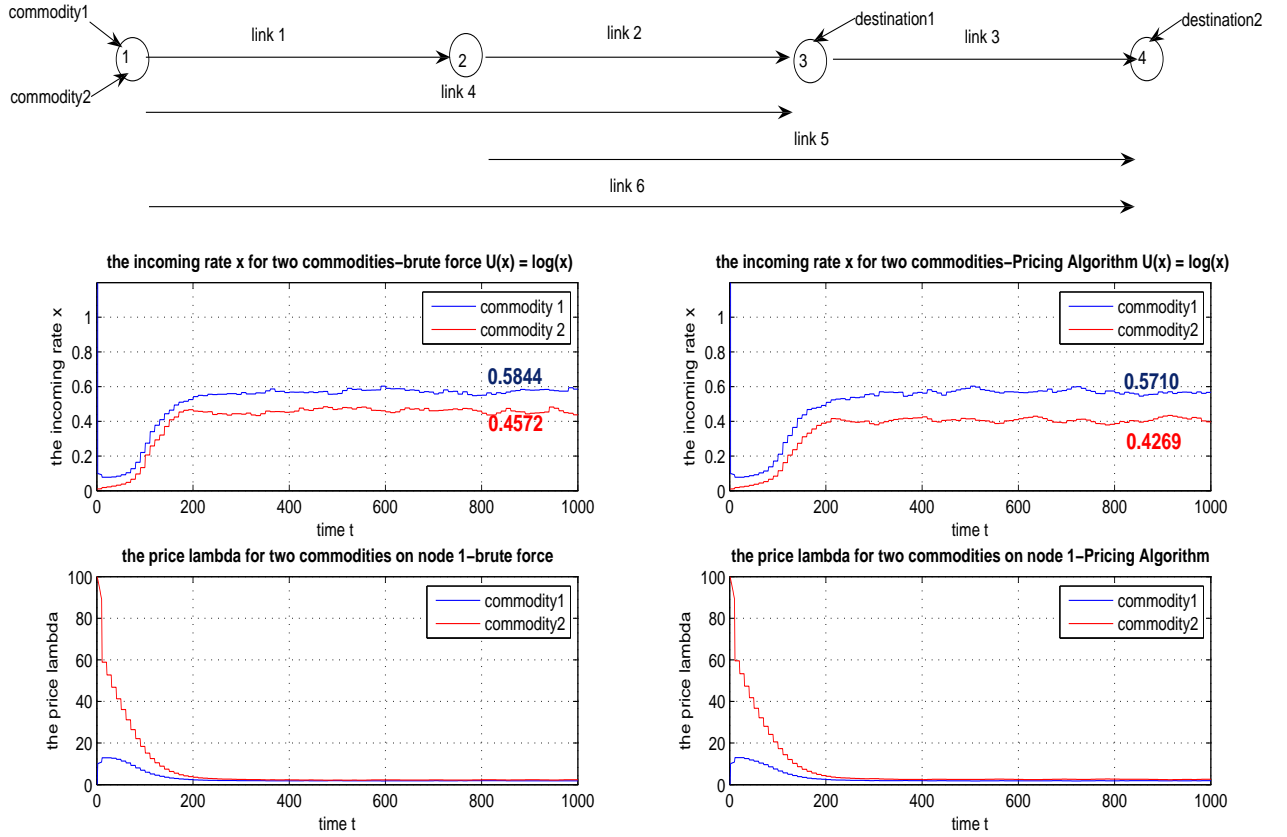 commodity1
destination1
destination2
link 1
link 2
link 3
1
2
3
4
commodity2
link 4
link 5
link 6
the incoming rate x for two commodities−brute force U(x) = log(x)
the incoming rate x
1
0.8
0.6
0.4
0.2
0
commodity 1
commodity 2
0.5844
0.4572
0
200
400
600
800
1000
time t
the incoming rate x for two commodities−Pricing Algorithm U(x) = log(x)
the incoming rate x
1
0.8
0.6
0.4
0.2
0
commodity1
commodity2
0.5710
0.4269
0
200
400
600
800
1000
time t
the price lambda for two commodities on node 1−brute force
the price lambda
100
80
60
40
20
0
commodity1
commodity2
0
200
400
600
800
1000
time t
the price lambda for two commodities on node 1−Pricing Algorithm
the price lambda
100
80
60
40
20
0
commodity1
commodity2
0
200
400
600
800
1000
time t